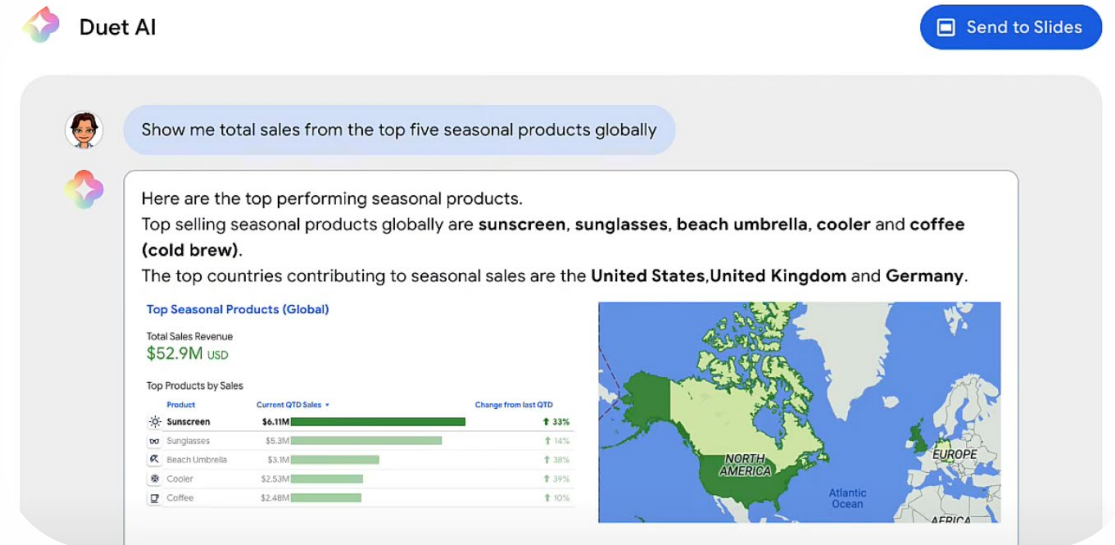 Duet AI
Send to Slides
Show me total sales from the top five seasonal products globally
Here are the top performing seasonal products.
Top selling seasonal products globally are sunscreen, sunglasses, beach umbrella, cooler and coffee
(cold brew).
The top countries contributing to seasonal sales are the United States,United Kingdom and Germany.
Top Seasonal Products (Global)
Total Sales Revenue
$52.9M USD
Top Products by Sales
Product Current QTD Sales Change from last QTD
Sunscreen $6.11M 33%
Sunglasses $5.3M 14%
Beach Umbrella $3.1M 38%
Cooler $2.53M 39%
Coffee $2.48M 10%
NORTH
AMERICA
EUROPE
Atlantic
Ocean
AFRICA